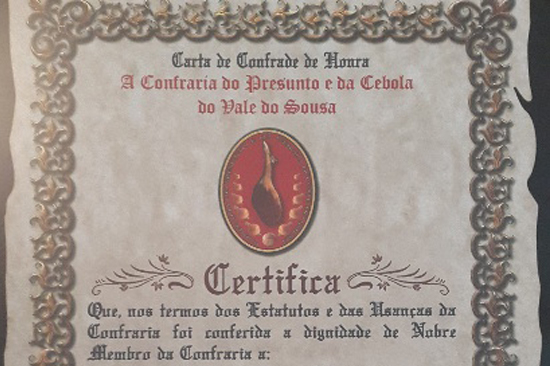 Carta de Confrade de Honra
A Confraria do Presunto e da Cebola
do Vale do Sousa
Certifica
Que, nos termos dos Estatutos e das Usanças da
Confraria foi conferida a dignidade de Nobre
Membro da Confraria a: